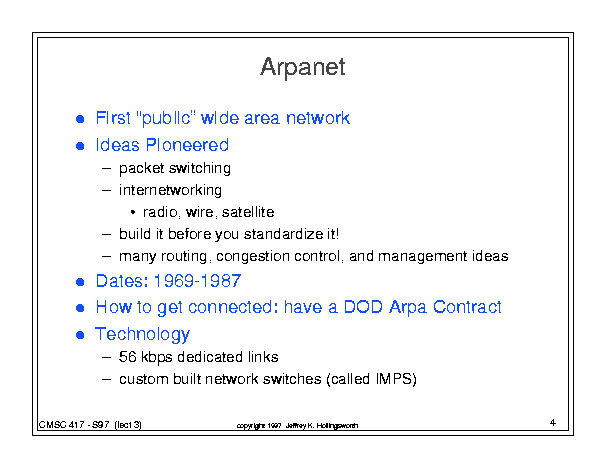 Arpanet
● First “public” wide area network
● Ideas Pioneered
– packet switching
– internetworking
• radio, wire, satellite
– build it before you standardize it!
– many routing, congestion control, and management ideas
● Dates: 1969-1987
● How to get connected: have a DOD Arpa Contract
● Technology
– 56 kbps dedicated links
– custom built network switches (called IMPS)
CMSC 417 - S97 (lect 3)
copyright 1997 Jeffrey K. Hollingsworth
4